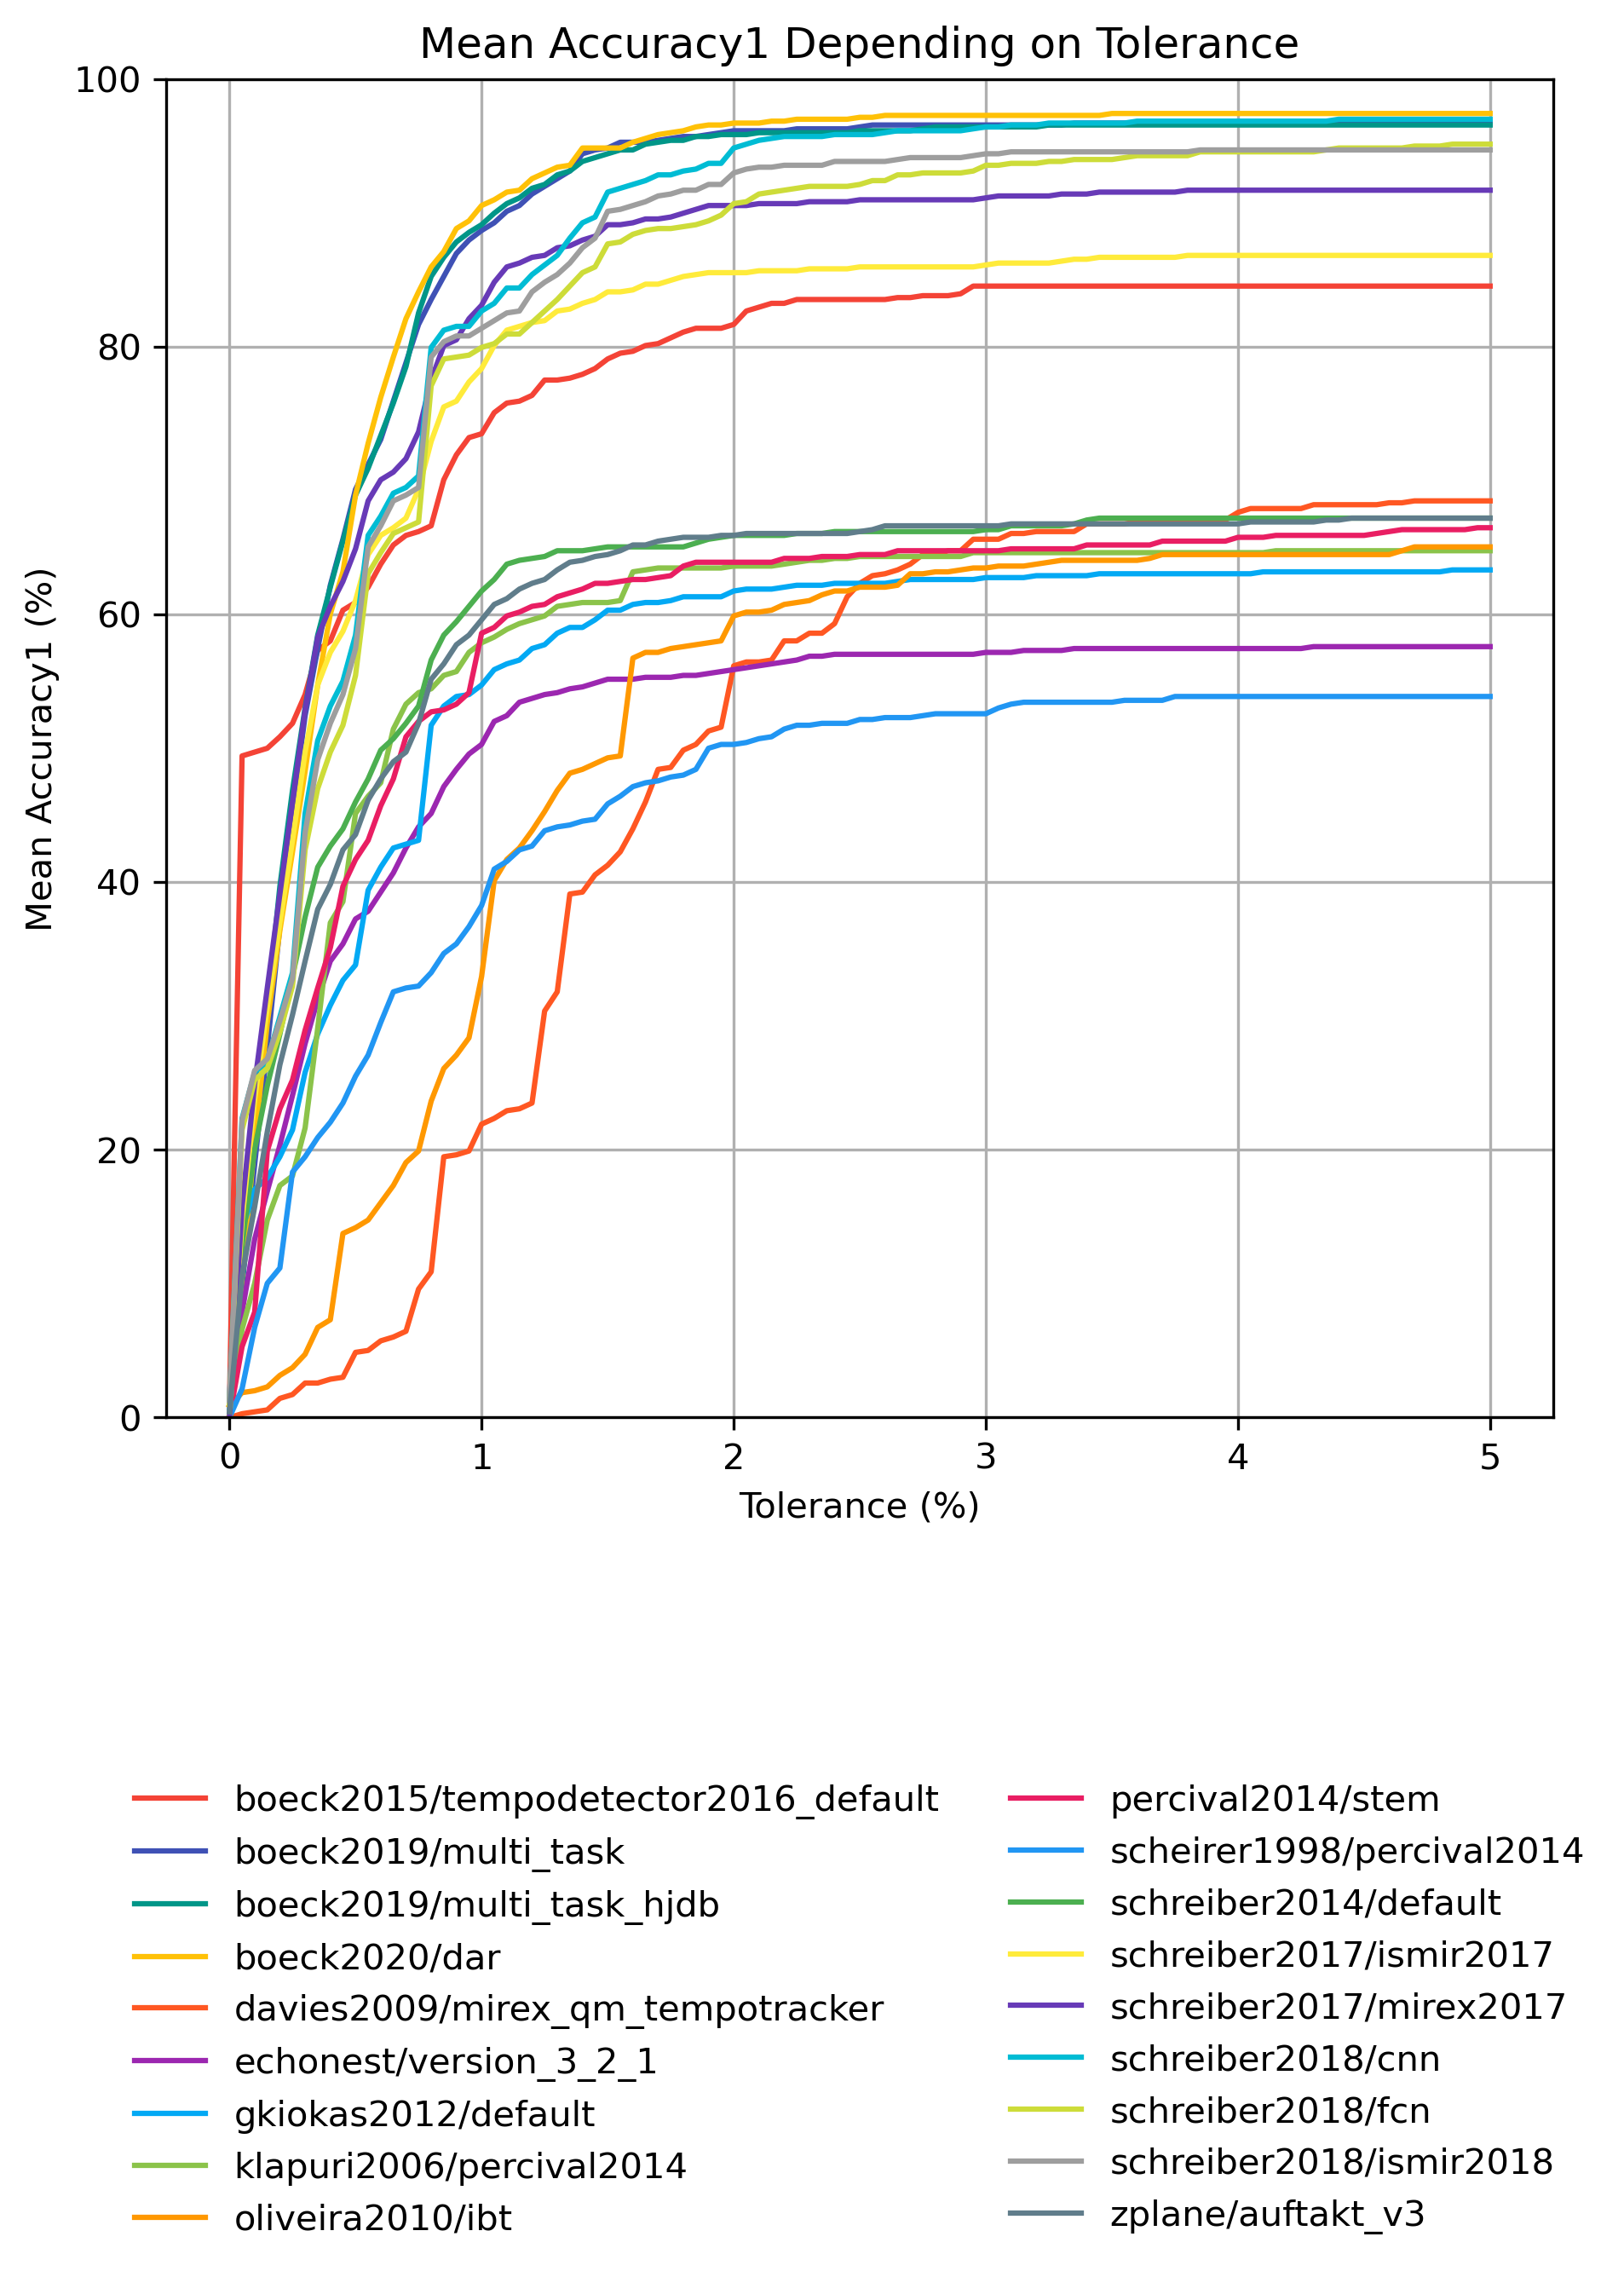 Mean Accuracy1 Depending on Tolerance
100
80
60
40
20
0
Mean Accuracy1 (%)
0 1 2 3 4 5
Tolerance (%)
boeck2015/tempodetector2016_default
boeck2019/multi_task
boeck2019/multi_task_hjdb
boeck2020/dar
davies2009/mirex_qm_tempotracker
echonest/version_3_2_1
gkiokas2012/default
klapuri2006/percival2014
oliveira2010/ibt
percival2014/stem
scheirer1998/percival2014
schreiber2014/default
schreiber2017/ismir2017
schreiber2017/mirex2017
schreiber2018/cnn
schreiber2018/fcn
schreiber2018/ismir2018
zplane/auftakt_v3